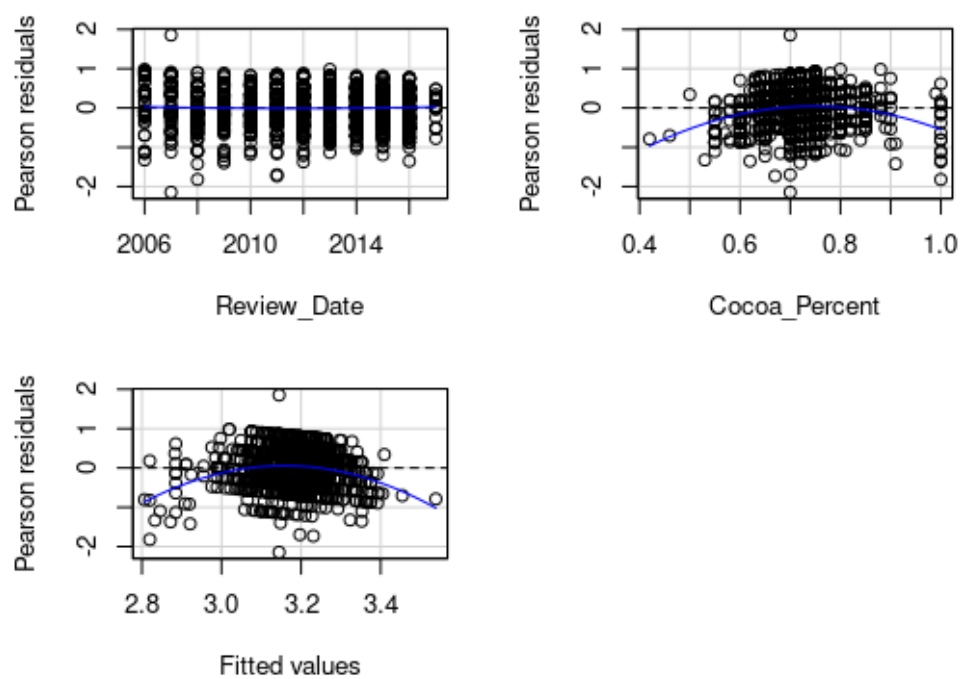 Pearson residuals
2
1
0
-2
2006 2010 2014
Review_Date
Pearson residuals
2
1
0
-2
0.4 0.6 0.8 1.0
Cocoa_Percent
Pearson residuals
2
1
0
-2
2.8 3.0 3.2 3.4
Fitted values